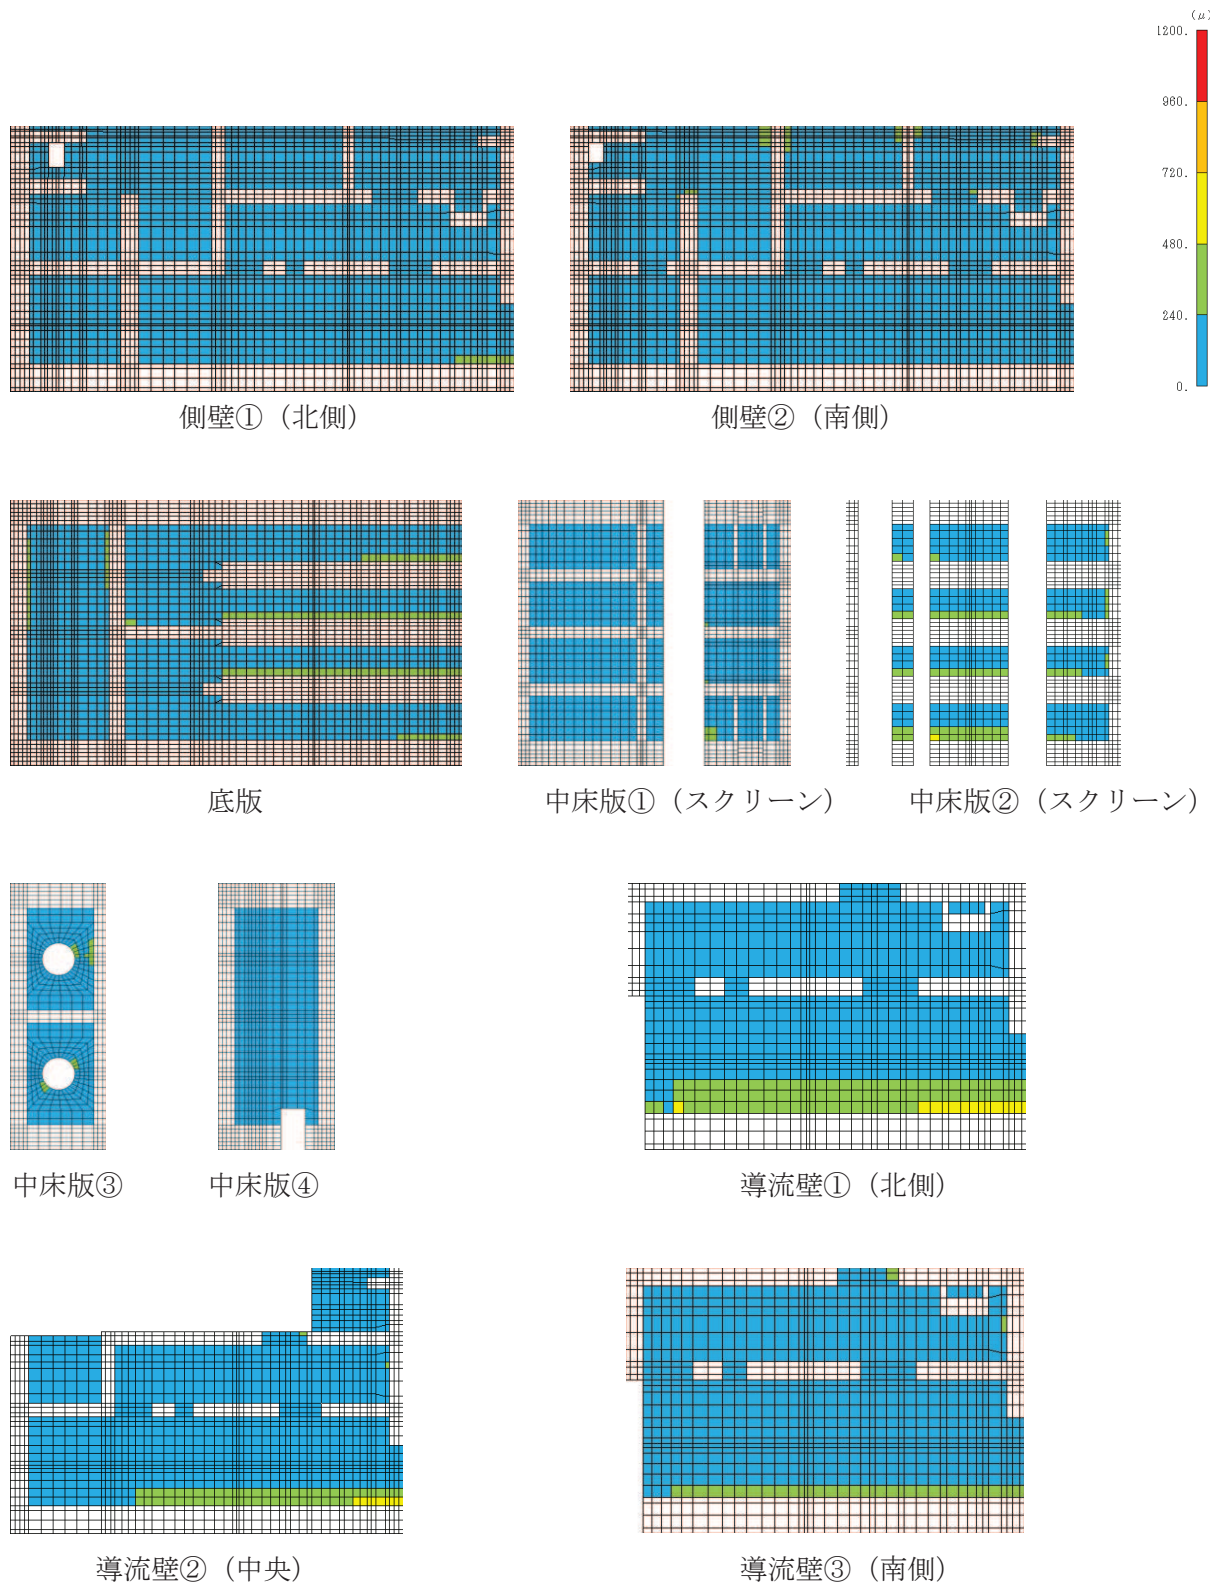 (μ)
1200.
960.
720.
480.
240.
0.
側壁①（北側）
側壁②（南側）
底版
中床版①（スクリーン）
中床版②（スクリーン）
中床版③
中床版④
導流壁①（北側）
導流壁②（中央）
導流壁③（南側）